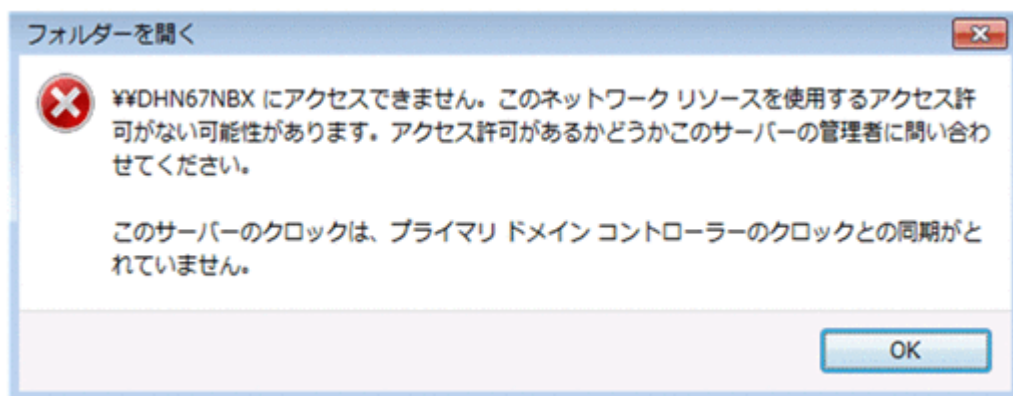 フォルダーを開く
¥¥DHN67NBX にアクセスできません。このネットワーク リソースを使用するアクセス許
可がない可能性があります。アクセス許可があるかどうかこのサーバーの管理者に問い合わ
せてください。
このサーバーのクロックは、プライマリ ドメイン コントローラーのクロックとの同期がと
れていません。
OK